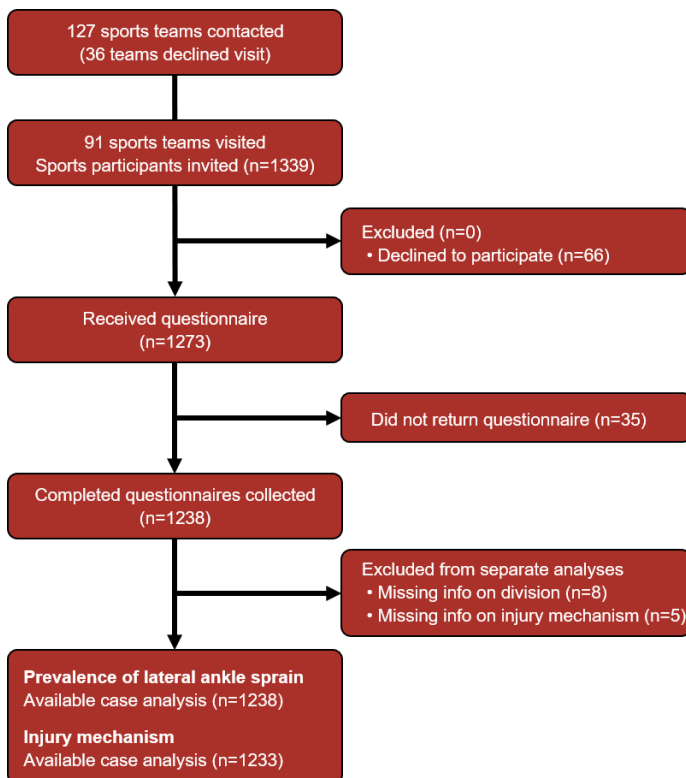 127 sports teams contacted
(36 teams declined visit)
91 sports teams visited
Sports participants invited (n=1339)
Excluded (n=0)
• Declined to participate (n=66)
Received questionnaire
(n=1273)
Did not return questionnaire (n=35)
Completed questionnaires collected
(n=1238)
Excluded from separate analyses
• Missing info on division (n=8)
• Missing info on injury mechanism (n=5)
Prevalence of lateral ankle sprain
Available case analysis (n=1238)
Injury mechanism
Available case analysis (n=1233)